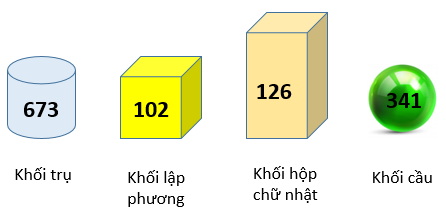 673
102
126
341
Khối trụ
Khối lập
phương
Khối hộp
chữ nhật
Khối cầu